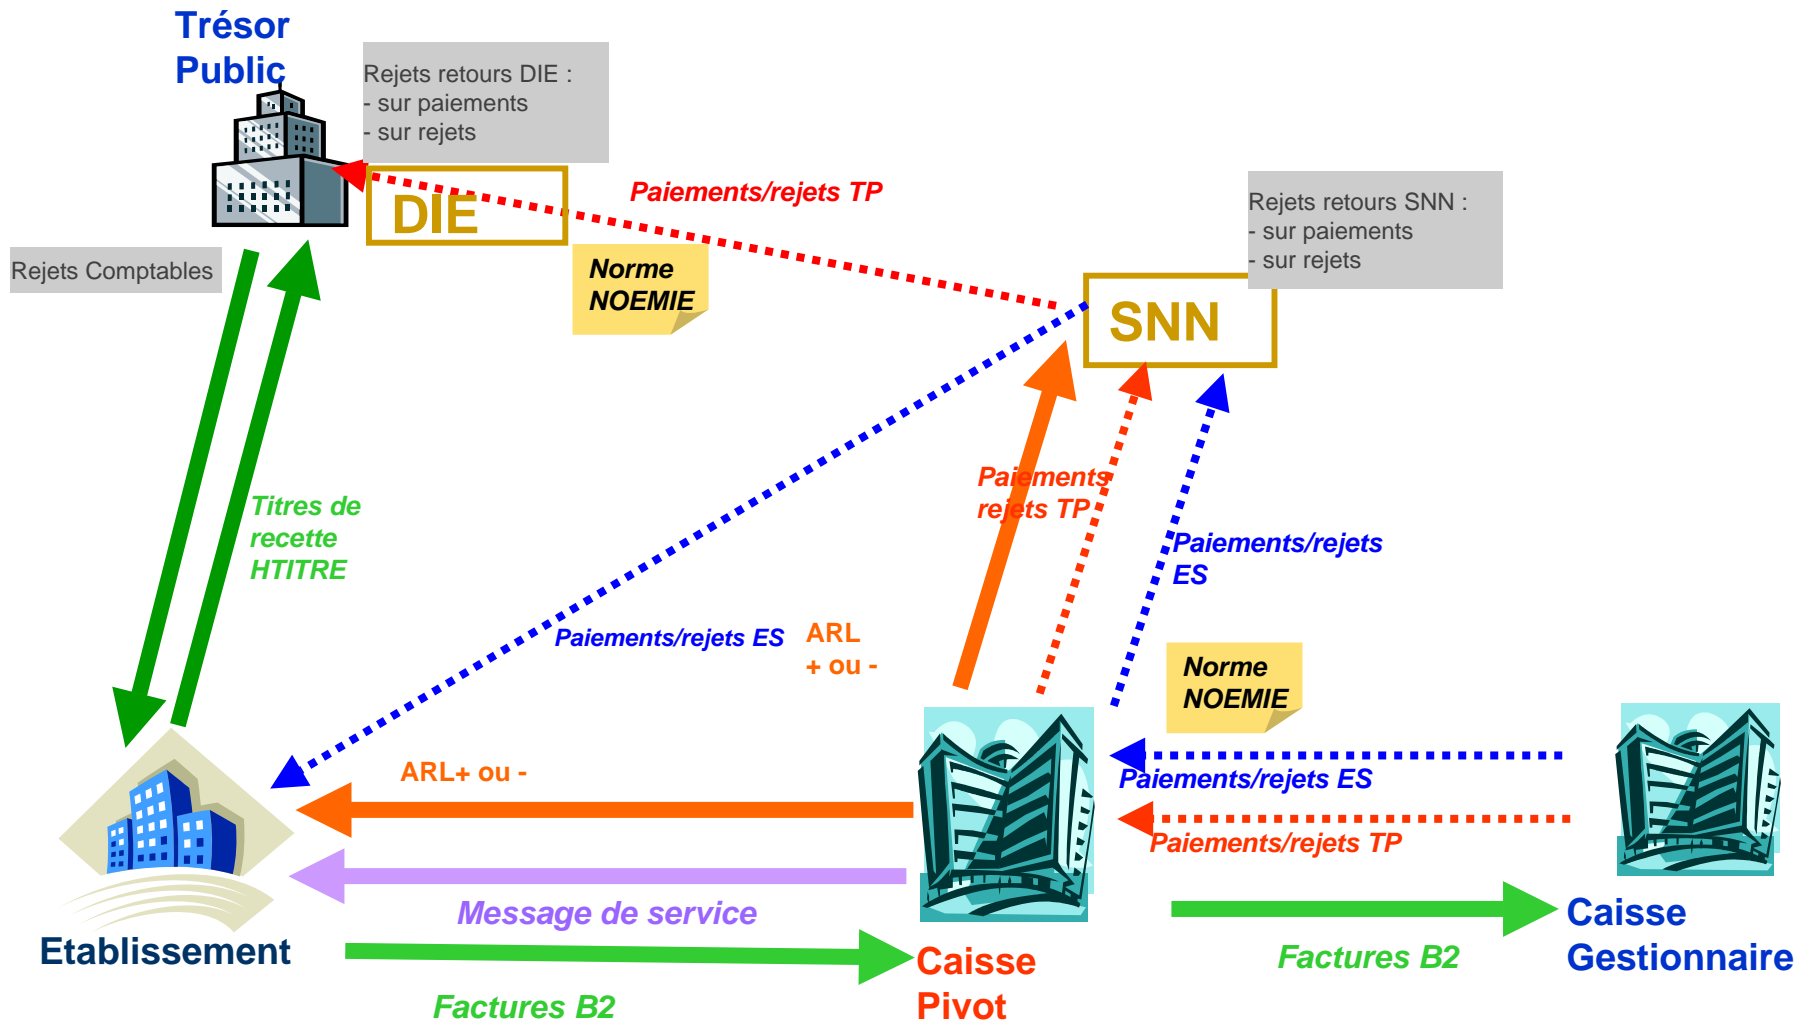 Trésor
Public
Rejets retours DIE :
- sur paiements
- sur rejets
DIE
Paiements/rejets TP
Rejets retours SNN :
- sur paiements
- sur rejets
Rejets Comptables
Norme
NOEMIE
SNN
Titres de
recette
HTITRE
Paiements
rejets TP
Paiements/rejets
ES
Paiements/rejets ES
ARL
+ ou -
Norme
NOEMIE
ARL+ ou -
Paiements/rejets ES
Paiements/rejets TP
Message de service
Etablissement
Caisse
Pivot
Factures B2
Factures B2
Caisse
Gestionnaire